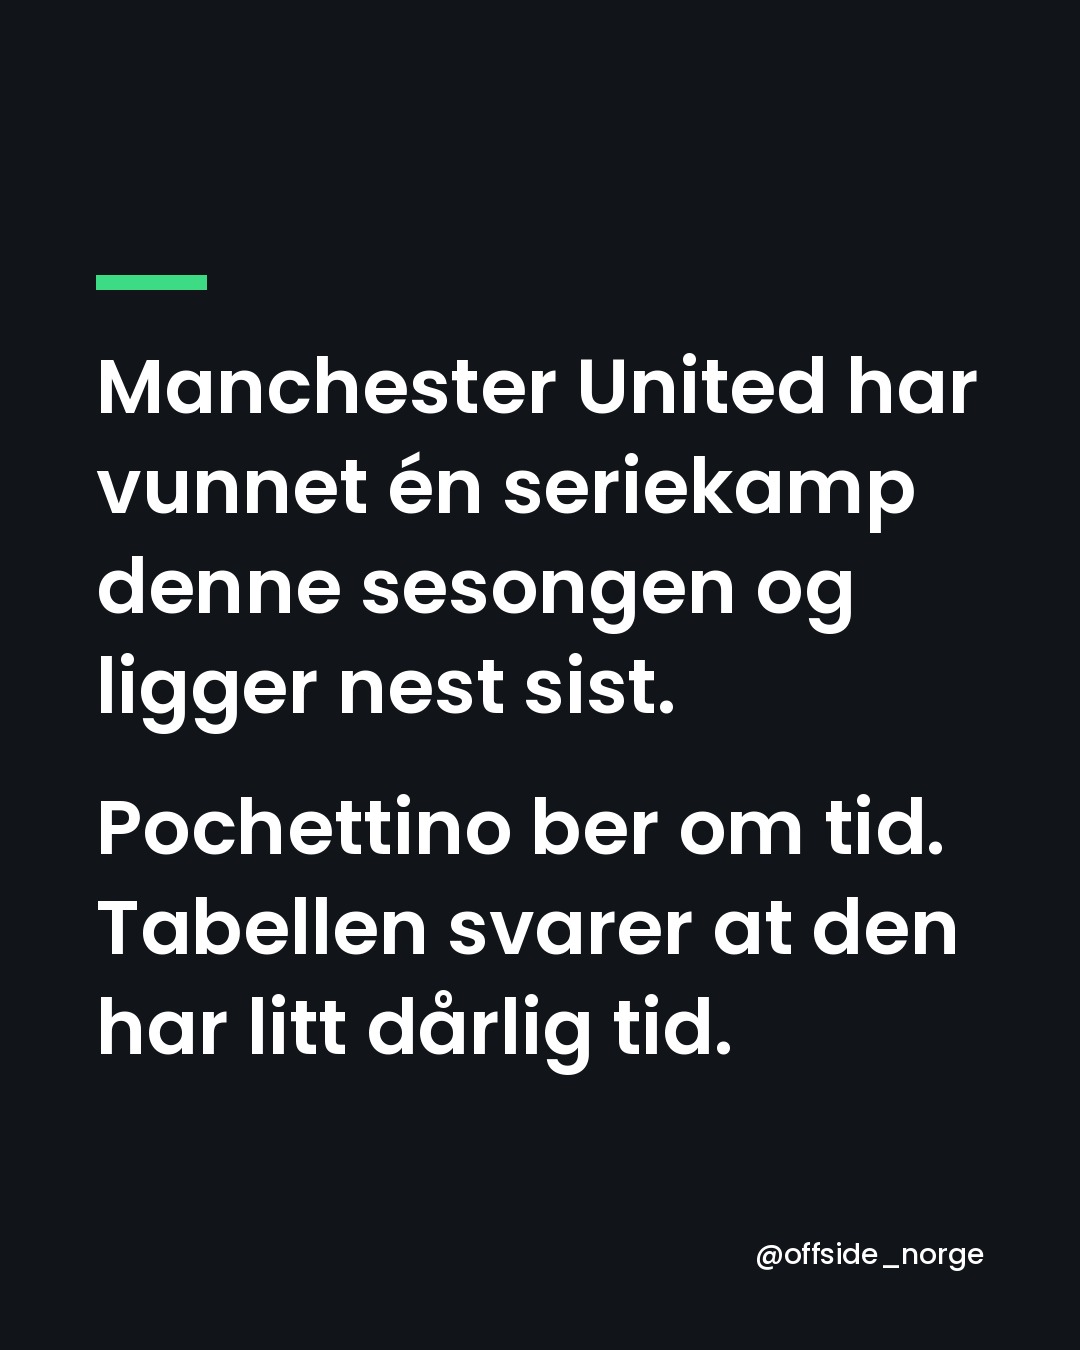 Manchester United har
vunnet én seriekamp
denne sesongen og
ligger nest sist.
Pochettino ber om tid.
Tabellen svarer at den
har litt dårlig tid.
@offside_norge